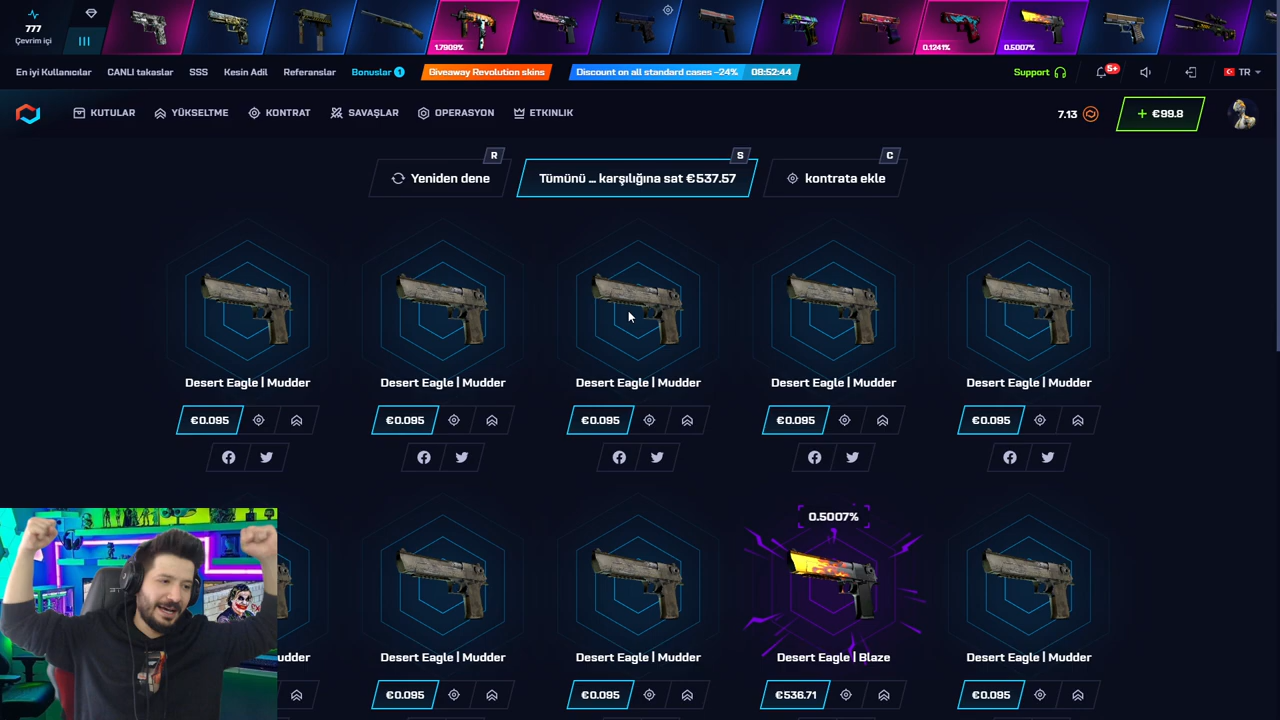 777
Çevrim içi
1.7909%
0.1241%
0.5007%
En iyi Kullanıcılar
CANLI takaslar
SSS
Kesin Adil
Referanslar
Bonuslar 1
Giveaway Revolution skins
Discount on all standard cases -24% 08:52:44
Support
5+
TR
KUTULAR
YÜKSELTME
KONTRAT
SAVAŞLAR
OPERASYON
ETKINLIK
7.13
+ €99.8
R
S
C
Yeniden dene
Tümünü ... karşılığına sat €537.57
kontrata ekle
Desert Eagle | Mudder
Desert Eagle | Mudder
Desert Eagle | Mudder
Desert Eagle | Mudder
Desert Eagle | Mudder
€0.095
€0.095
€0.095
€0.095
€0.095
0.5007%
udder
Desert Eagle | Mudder
Desert Eagle | Mudder
Desert Eagle | Blaze
Desert Eagle | Mudder
€0.095
€0.095
€536.71
€0.095